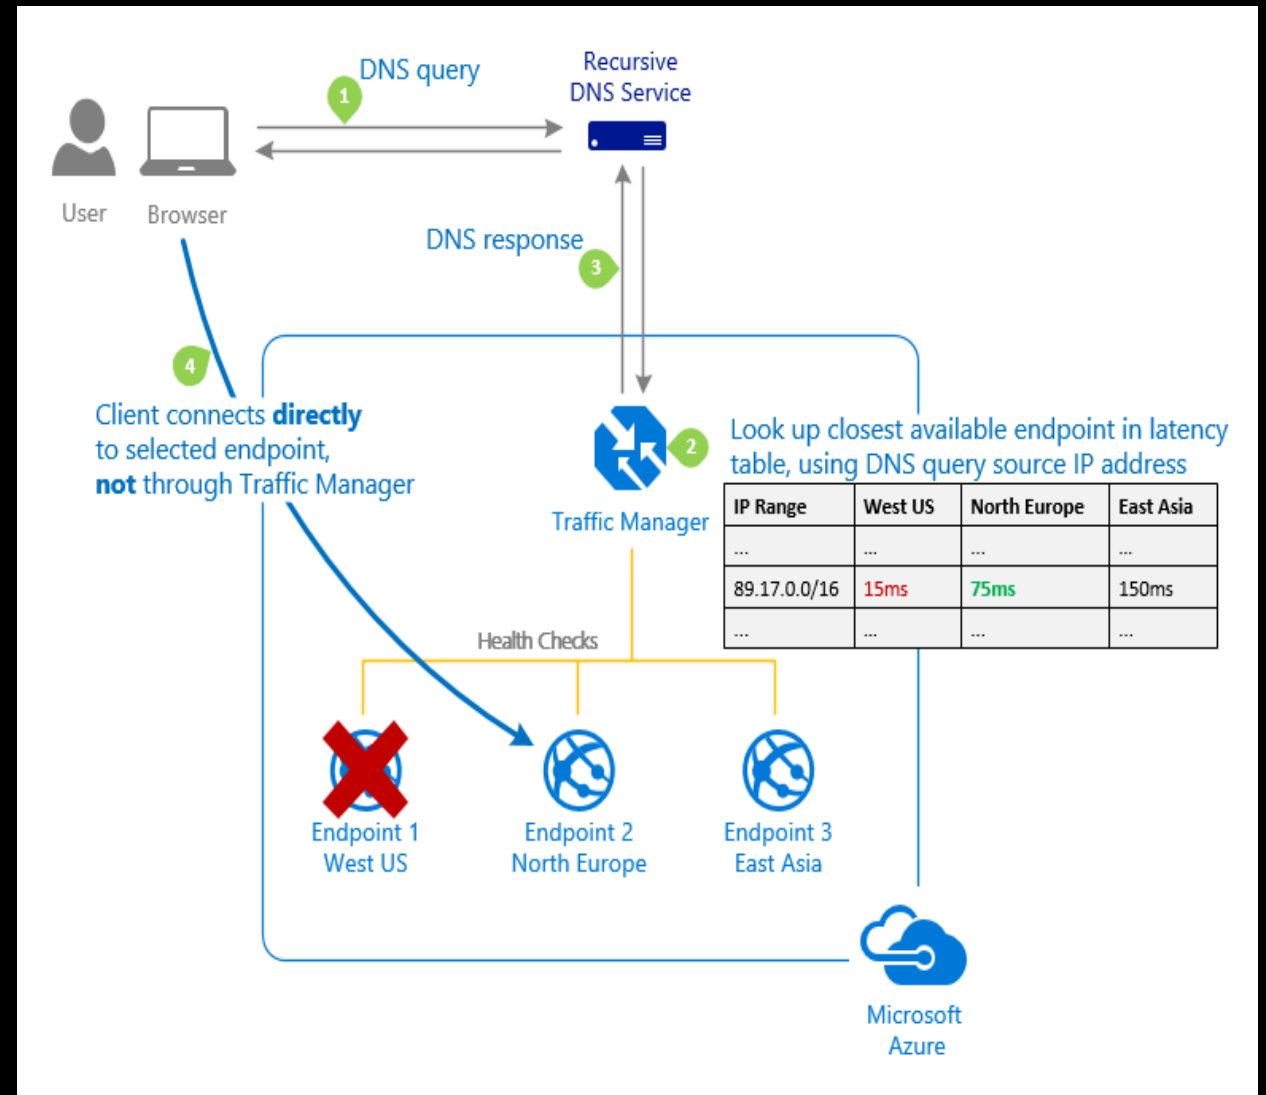 DNS query
1
Recursive
DNS Service
User
Browser
DNS response
3
4
Client connects directly
to selected endpoint,
not through Traffic Manager
2
Look up closest available endpoint in latency
table, using DNS query source IP address
Traffic Manager
IP Range West US North Europe East Asia
... ... ... ...
89.17.0.0/16 15ms 75ms 150ms
... ... ... ...
Health Checks
Endpoint 1
West US
Endpoint 2
North Europe
Endpoint 3
East Asia
Microsoft
Azure